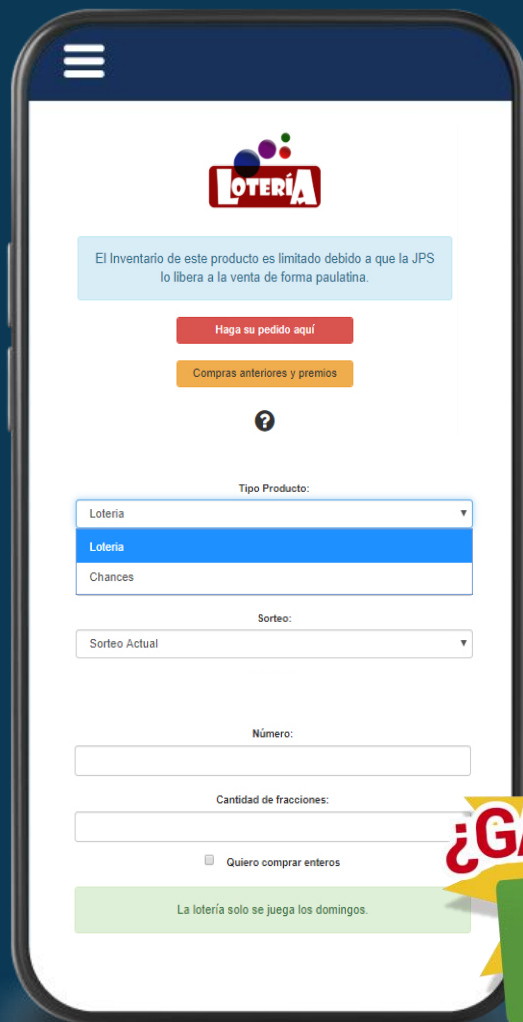 LOTERÍA
El Inventario de este producto es limitado debido a que la JPS
lo libera a la venta de forma paulatina.
Haga su pedido aquí
Compras anteriores y premios
?
Tipo Producto:
Loteria
Loteria
Chances
Sorteo:
Sorteo Actual
Número:
Cantidad de fracciones:
Quiero comprar enteros
La lotería solo se juega los domingos.